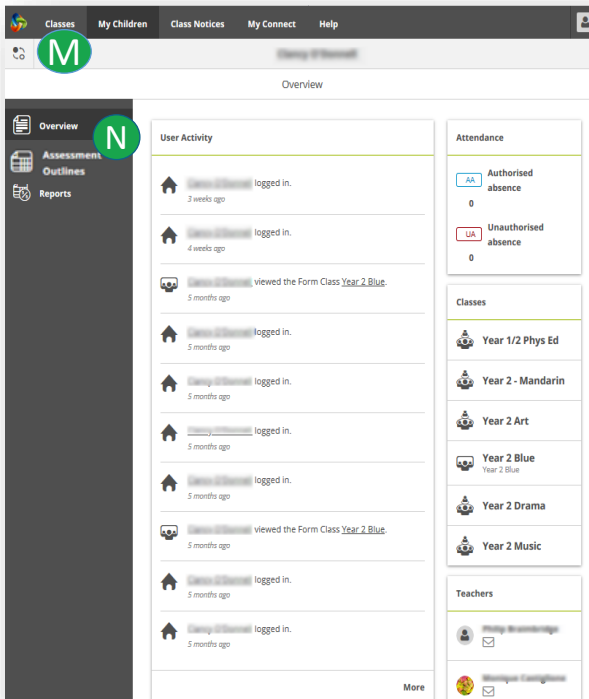 Classes My Children Class Notices My Connect Help
M
Overview
Overview
N
Assessment
Outlines
Reports
User Activity
logged in.
3 weeks ago
logged in.
4 weeks ago
viewed the Form Class Year 2 Blue.
5 months ago
logged in.
5 months ago
logged in.
5 months ago
logged in.
5 months ago
logged in.
5 months ago
viewed the Form Class Year 2 Blue.
5 months ago
logged in.
5 months ago
logged in.
5 months ago
More
Attendance
AA Authorised
absence
0
UA Unauthorised
absence
0
Classes
Year 1/2 Phys Ed
Year 2 - Mandarin
Year 2 Art
Year 2 Blue
Year 2 Blue
Year 2 Drama
Year 2 Music
Teachers